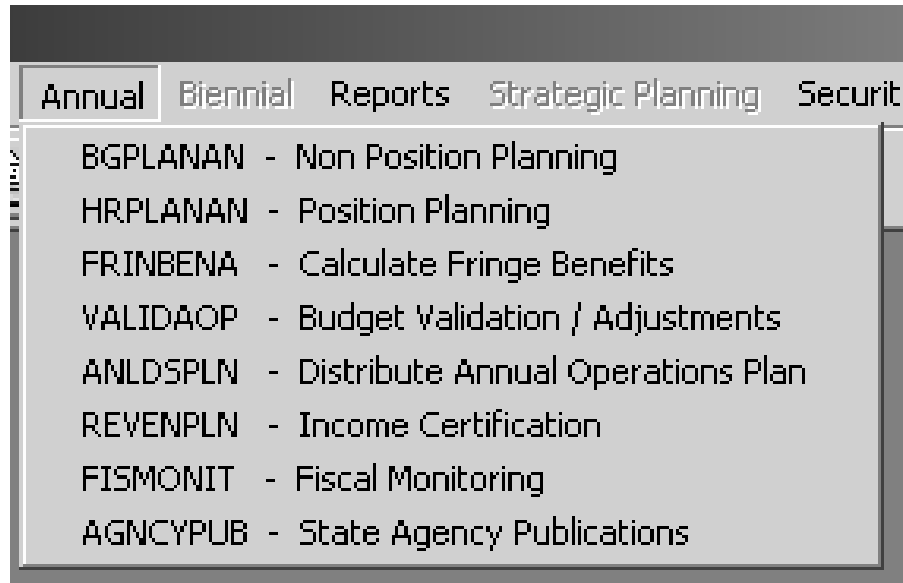 Annual Biennial Reports Strategic Planning Securit
BGPLANAN - Non Position Planning
HRPLANAN - Position Planning
FRINBENA - Calculate Fringe Benefits
VALIDAOP - Budget Validation / Adjustments
ANLDSPLN - Distribute Annual Operations Plan
REVENPLN - Income Certification
FISMONIT - Fiscal Monitoring
AGNCYPUB - State Agency Publications